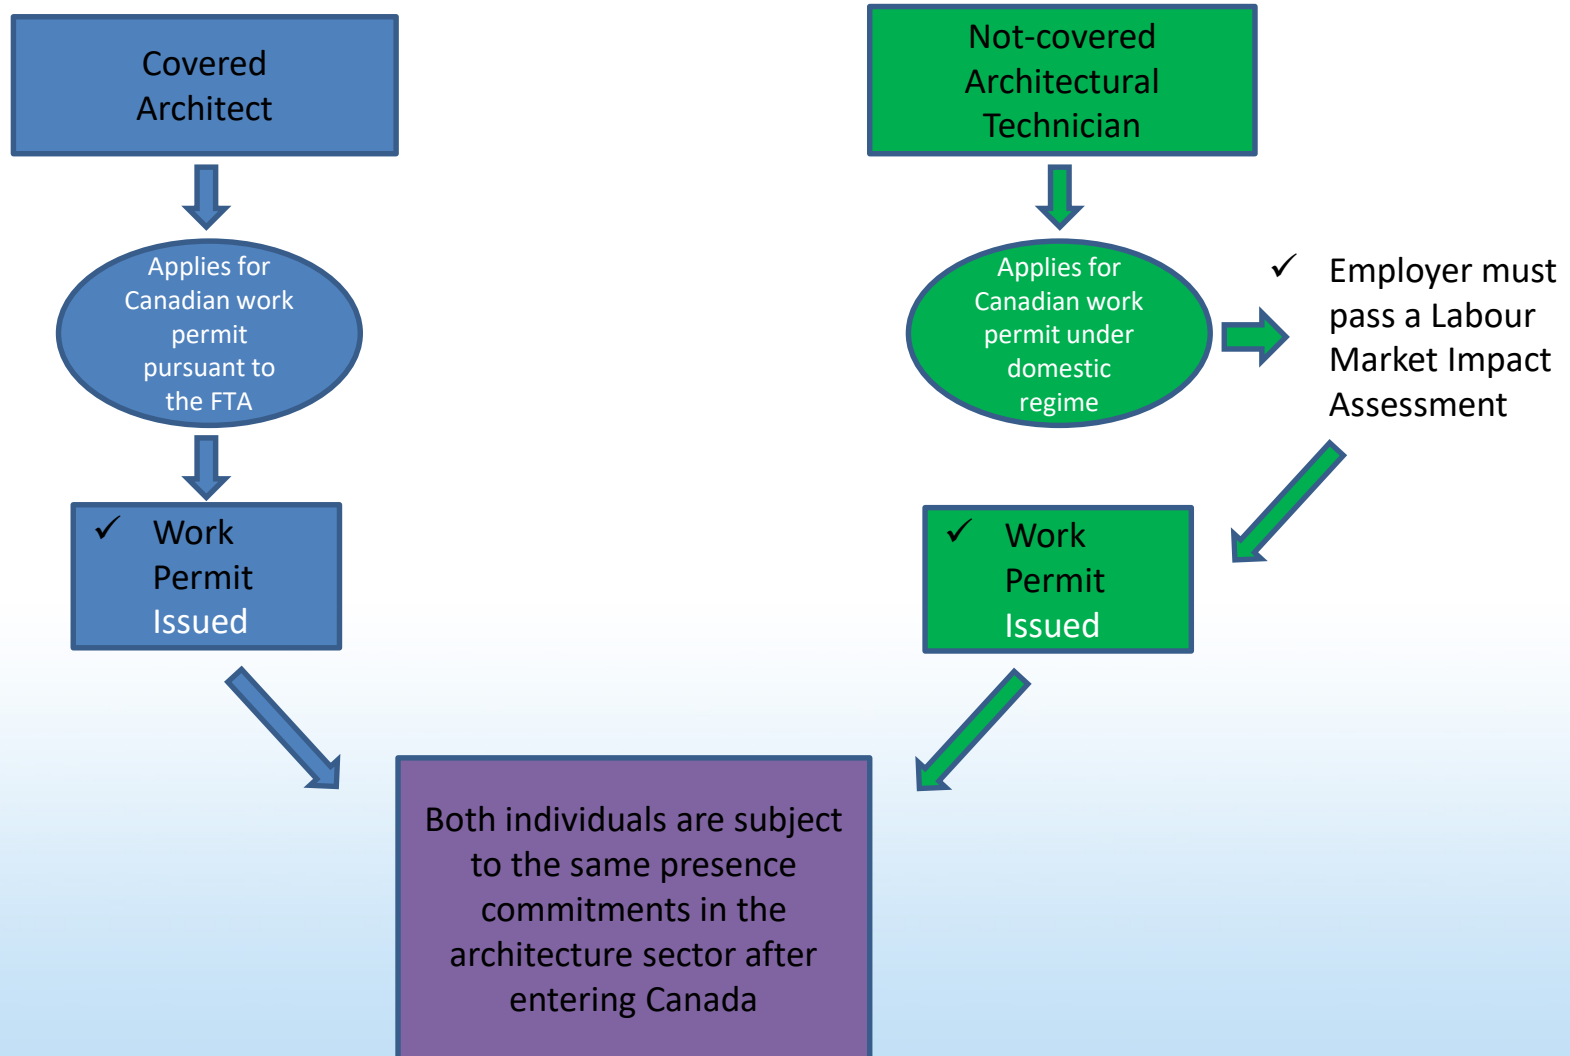 Covered
Architect
Applies for
Canadian work
permit
pursuant to
the FTA
✓ Work
Permit
Issued
Not-covered
Architectural
Technician
Applies for
Canadian work
permit under
domestic
regime
✓ Employer must
pass a Labour
Market Impact
Assessment
✓ Work
Permit
Issued
Both individuals are subject
to the same presence
commitments in the
architecture sector after
entering Canada